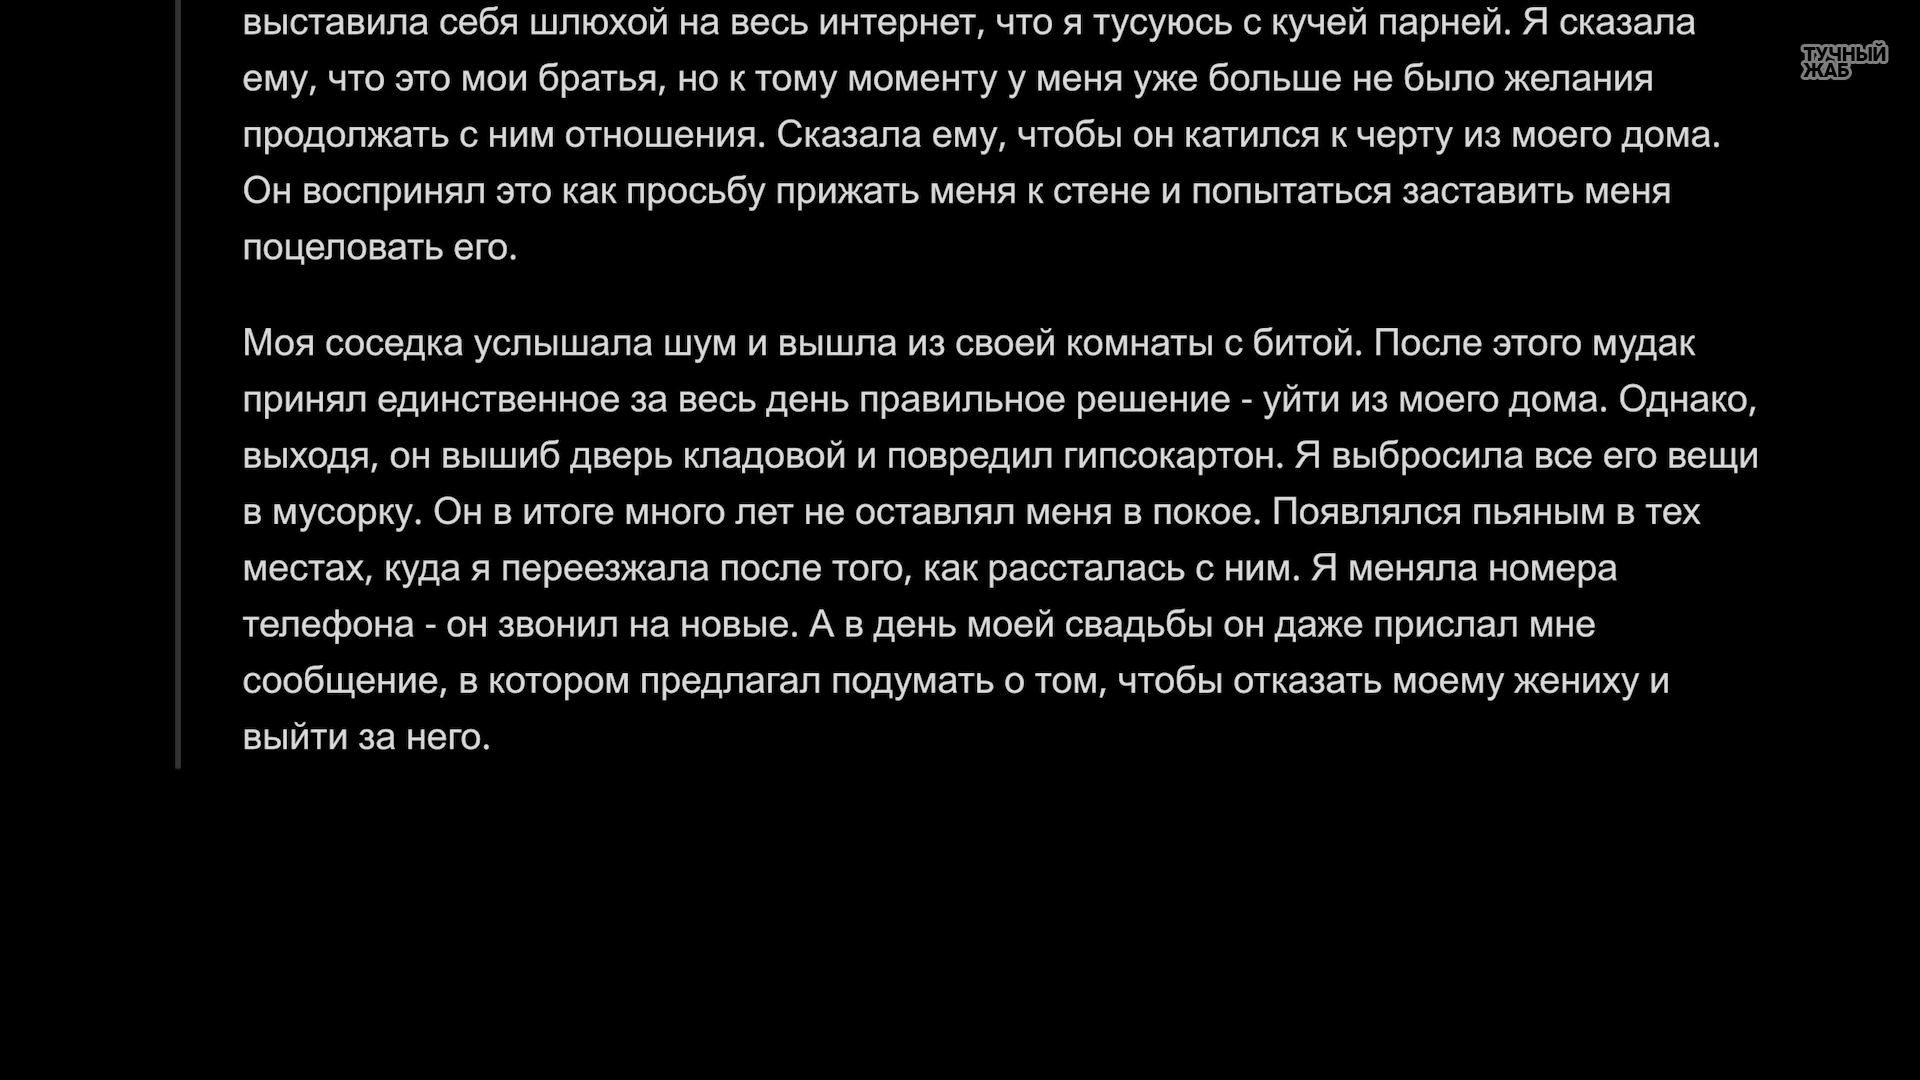 выставила себя шлюхой на весь интернет, что я тусуюсь с кучей парней. Я сказала
ему, что это мои братья, но к тому моменту у меня уже больше не было желания
продолжать с ним отношения. Сказала ему, чтобы он катился к черту из моего дома.
Он воспринял это как просьбу прижать меня к стене и попытаться заставить меня
поцеловать его.
Моя соседка услышала шум и вышла из своей комнаты с битой. После этого мудак
принял единственное за весь день правильное решение - уйти из моего дома. Однако,
выходя, он вышиб дверь кладовой и повредил гипсокартон. Я выбросила все его вещи
в мусорку. Он в итоге много лет не оставлял меня в покое. Появлялся пьяным в тех
местах, куда я переезжала после того, как рассталась с ним. Я меняла номера
телефона - он звонил на новые. А в день моей свадьбы он даже прислал мне
сообщение, в котором предлагал подумать о том, чтобы отказать моему жениху и
выйти за него.
ТУЧНЫЙ
ЖАБ